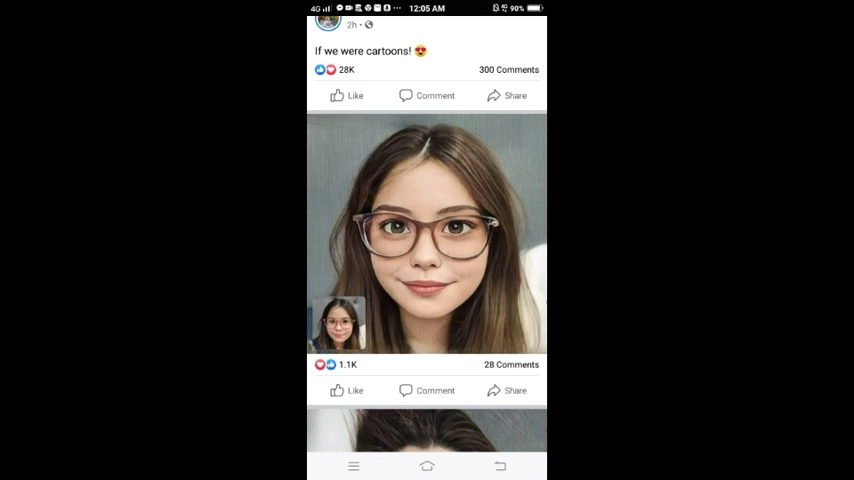 4G
12:05 AM
90%
2h
If we were cartoons! 😍
28K
300 Comments
Like
Comment
Share
1.1K
28 Comments
Like
Comment
Share